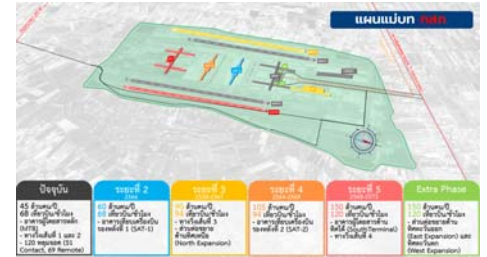 แผนแม่บท ทสภ
ปัจจุบัน
45 ล้านคน/ปี
68 เที่ยวบิน/ชั่วโมง
- อาคารผู้โดยสารหลัก
(MTB)
- ทางวิ่งเส้นที่ 1 และ 2
- 120 หลุมจอด (51
Contact, 69 Remote)
ระยะที่ 2
60 ล้านคน/ปี
68 เที่ยวบิน/ชั่วโมง
- อาคารเทียบเครื่องบิน
รองหลังที่ 1 (SAT-1)
ระยะที่ 3
90 ล้านคน/ปี
94 เที่ยวบิน/ชั่วโมง
- ทางวิ่งเส้นที่ 3
- ส่วนต่อขยาย
ด้านทิศเหนือ
(North Expansion)
ระยะที่ 4
105 ล้านคน/ปี
94 เที่ยวบิน/ชั่วโมง
- อาคารเทียบเครื่องบิน
รองหลังที่ 2 (SAT-2)
ระยะที่ 5
150 ล้านคน/ปี
120 เที่ยวบิน/ชั่วโมง
- อาคารผู้โดยสารด้าน
ทิศใต้ (South Terminal)
- ทางวิ่งเส้นที่ 4
Extra Phase
150 ล้านคน/ปี
120 เที่ยวบิน/ชั่วโมง
- ส่วนต่อขยายด้าน
ทิศตะวันออก
(East Expansion) และ
ทิศตะวันตก
(West Expansion)